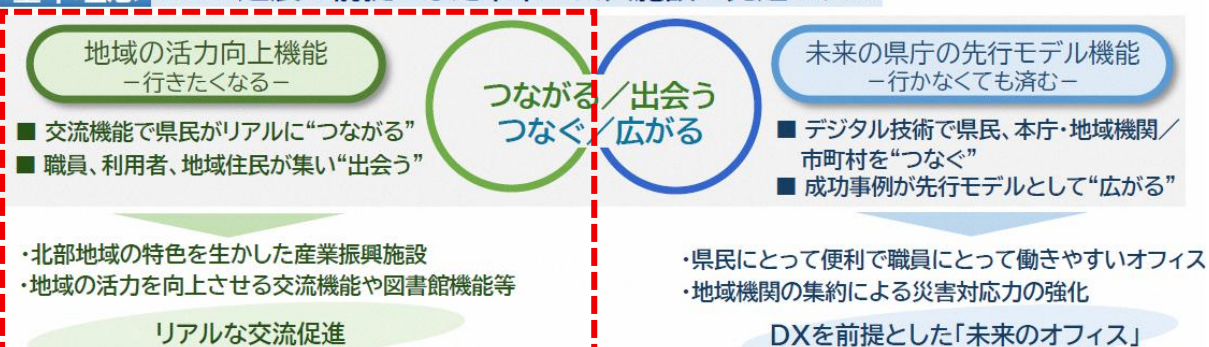 地域の活力向上機能
－行きたくなる－
■ 交流機能で県民がリアルに“つながる”
■ 職員、利用者、地域住民が集い“出会う”
つながる／出会う
つなぐ／広がる
未来の県庁の先行モデル機能
－行かなくても済む－
■ デジタル技術で県民、本庁・地域機関／
市町村を“つなぐ”
■ 成功事例が先行モデルとして“広がる”
・北部地域の特色を生かした産業振興施設
・地域の活力を向上させる交流機能や図書館機能等
リアルな交流促進
・県民にとって便利で職員にとって働きやすいオフィス
・地域機関の集約による災害対応力の強化
DXを前提とした「未来のオフィス」